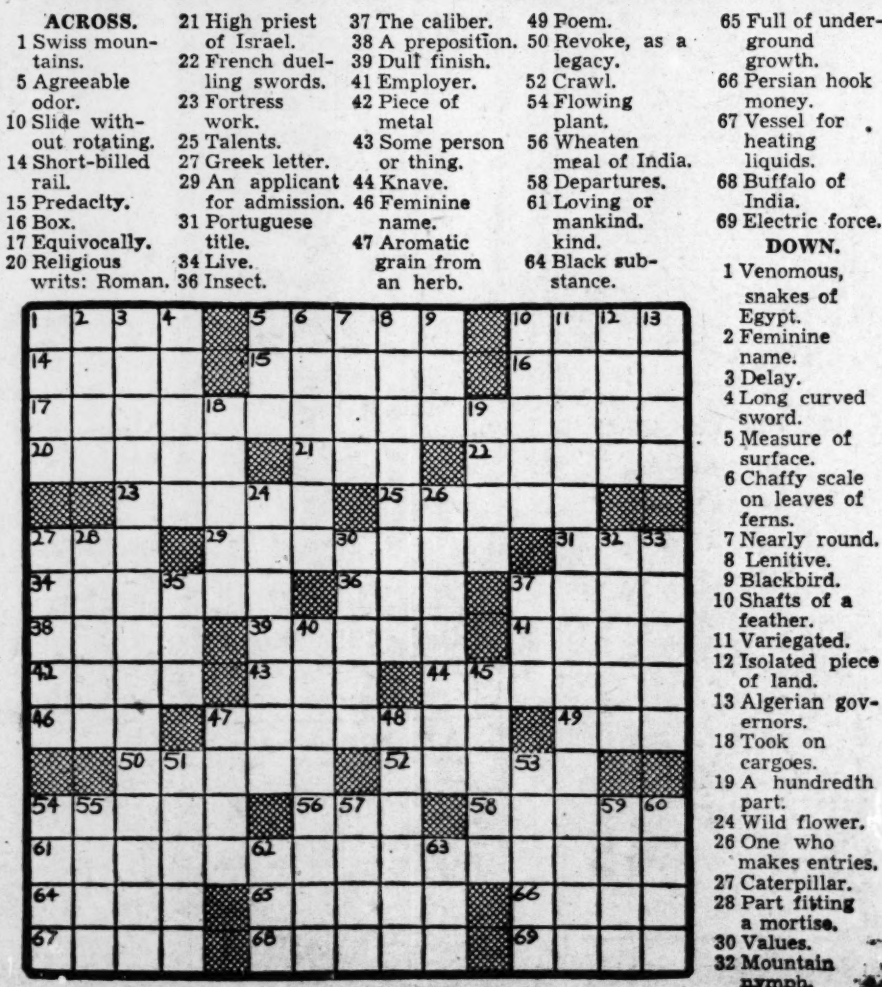 ACROSS.
1 Swiss moun-
tains.
5 Agreeable
odor.
10 Slide with-
out rotating.
14 Short-billed
rail.
15 Predacity.
16 Box.
17 Equivocally.
20 Religious
writs: Roman.
21 High priest
of Israel.
22 French duel-
ling swords.
23 Fortress
work.
25 Talents.
27 Greek letter.
29 An applicant
for admission.
31 Portuguese
title.
34 Live.
36 Insect.
37 The caliber.
38 A preposition.
39 Dull finish.
41 Employer.
42 Piece of
metal
43 Some person
or thing.
44 Knave.
46 Feminine
name.
47 Aromatic
grain from
an herb.
49 Poem.
50 Revoke, as a
legacy.
52 Crawl.
54 Flowing
plant.
56 Wheaten
meal of India.
58 Departures.
61 Loving or
mankind.
kind.
64 Black sub-
stance.
65 Full of under-
ground
growth.
66 Persian hook
money.
67 Vessel for
heating
liquids.
68 Buffalo of
India.
69 Electric force.
DOWN.
1 Venomous,
snakes of
Egypt.
2 Feminine
name.
3 Delay.
4 Long curved
sword.
5 Measure of
surface.
6 Chaffy scale
on leaves of
ferns.
7 Nearly round.
8 Lenitive.
9 Blackbird.
10 Shafts of a
feather.
11 Variegated.
12 Isolated piece
of land.
13 Algerian gov-
ernors.
18 Took on
cargoes.
19 A hundredth
part.
24 Wild flower.
26 One who
makes entries.
27 Caterpillar.
28 Part fitting
a mortise.
30 Values.
32 Mountain
nymph.
1 2 3 4 5 6 7 8 9 10 11 12 13
14 15 16
17 18 19
20 21 22
23 24 25 26
27 28 29 30 31 32 33
34 35 36 37
38 39 40 41
42 43 44 45
46 47 48 49
50 51 52 53
54 55 56 57 58 59 60
61 62 63
64 65 66
67 68 69